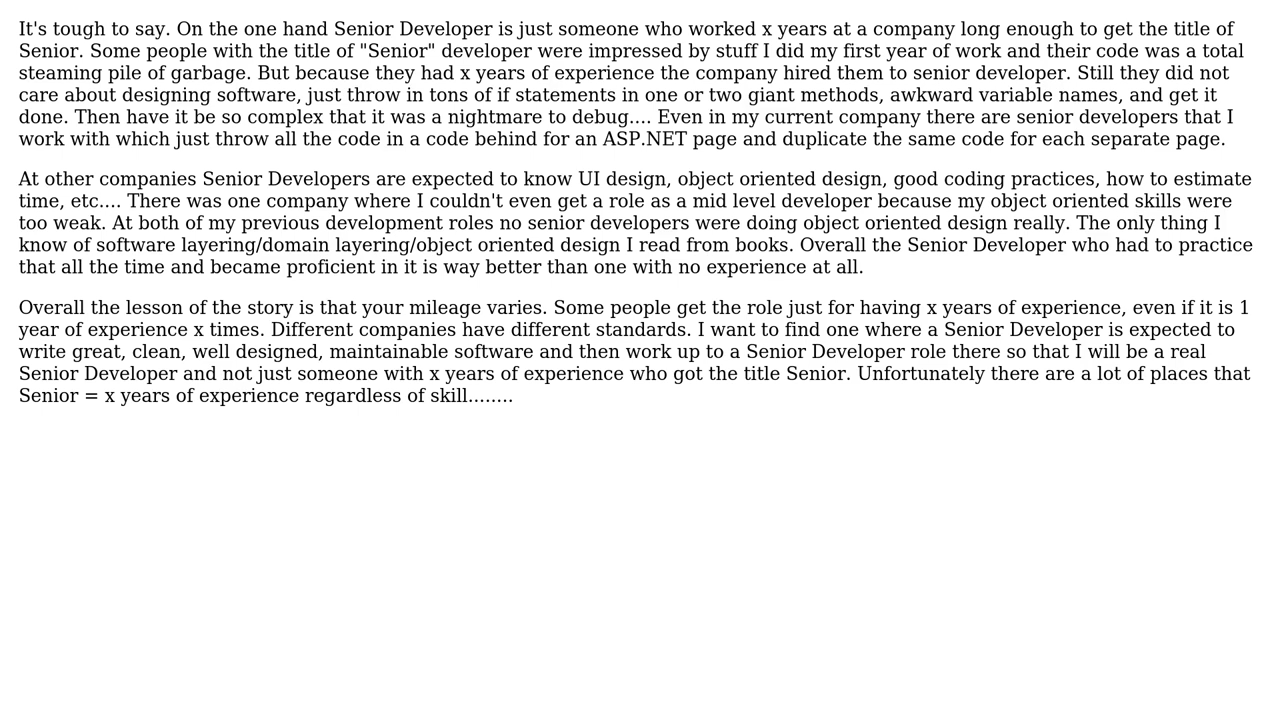 It's tough to say. On the one hand Senior Developer is just someone who worked x years at a company long enough to get the title of
Senior. Some people with the title of "Senior" developer were impressed by stuff I did my first year of work and their code was a total
steaming pile of garbage. But because they had x years of experience the company hired them to senior developer. Still they did not
care about designing software, just throw in tons of if statements in one or two giant methods, awkward variable names, and get it
done. Then have it be so complex that it was a nightmare to debug.... Even in my current company there are senior developers that I
work with which just throw all the code in a code behind for an ASP.NET page and duplicate the same code for each separate page.
At other companies Senior Developers are expected to know UI design, object oriented design, good coding practices, how to estimate
time, etc.... There was one company where I couldn't even get a role as a mid level developer because my object oriented skills were
too weak. At both of my previous development roles no senior developers were doing object oriented design really. The only thing I
know of software layering/domain layering/object oriented design I read from books. Overall the Senior Developer who had to practice
that all the time and became proficient in it is way better than one with no experience at all.
Overall the lesson of the story is that your mileage varies. Some people get the role just for having x years of experience, even if it is 1
year of experience x times. Different companies have different standards. I want to find one where a Senior Developer is expected to
write great, clean, well designed, maintainable software and then work up to a Senior Developer role there so that I will be a real
Senior Developer and not just someone with x years of experience who got the title Senior. Unfortunately there are a lot of places that
Senior = x years of experience regardless of skill........